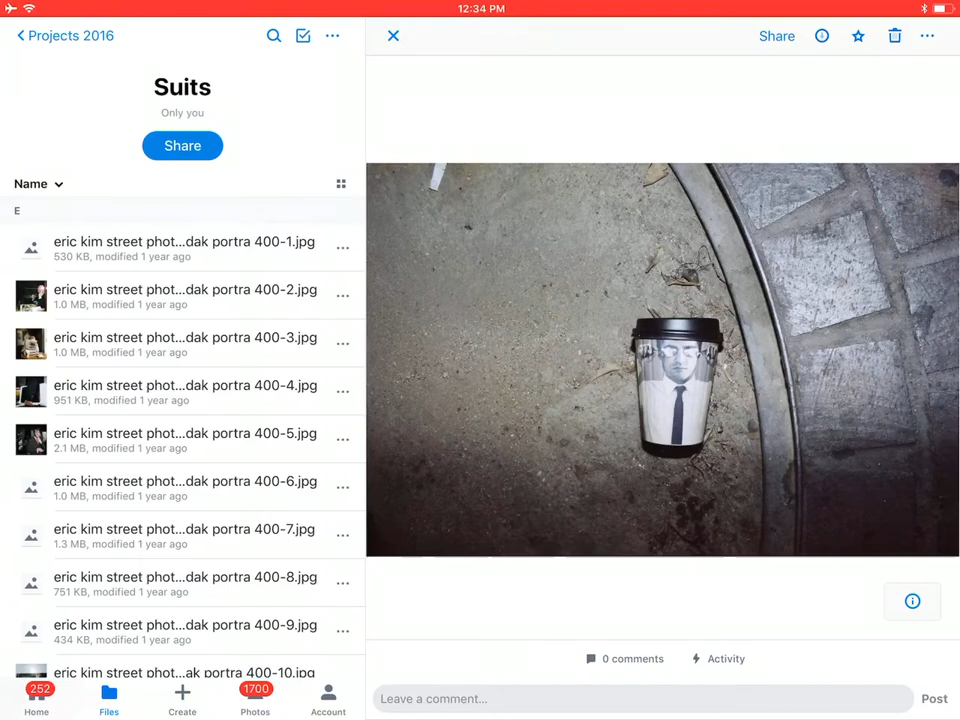 12:34 PM
Projects 2016
Share
Suits
Only you
Share
Name
E
eric kim street phot...dak portra 400-1.jpg
530 KB, modified 1 year ago
eric kim street phot...dak portra 400-2.jpg
1.0 MB, modified 1 year ago
eric kim street phot...dak portra 400-3.jpg
1.0 MB, modified 1 year ago
eric kim street phot...dak portra 400-4.jpg
951 KB, modified 1 year ago
eric kim street phot...dak portra 400-5.jpg
2.1 MB, modified 1 year ago
eric kim street phot...dak portra 400-6.jpg
1.0 MB, modified 1 year ago
eric kim street phot...dak portra 400-7.jpg
1.3 MB, modified 1 year ago
eric kim street phot...dak portra 400-8.jpg
751 KB, modified 1 year ago
eric kim street phot...dak portra 400-9.jpg
434 KB, modified 1 year ago
eric kim street phot...ak portra 400-10.jpg
252
Home
Files
Create
1700
Photos
Account
0 comments
Activity
Leave a comment...
Post